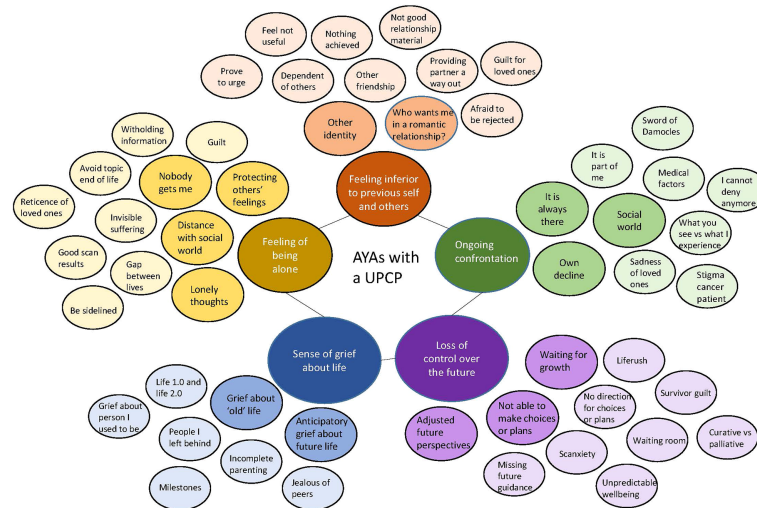 Feel not
useful
Nothing
achieved
Not good
relationship
material
Prove
to urge
Dependent
of others
Other
friendship
Providing
partner a
way out
Guilt for
loved ones
Other
identity
Who wants me
in a romantic
relationship?
Afraid to
be rejected
Feeling inferior
to previous self
and others
Witholding
information
Guilt
Avoid topic
end of life
Nobody
gets me
Protecting
others'
feelings
Reticence of
loved ones
Invisible
suffering
Distance with
social
world
Good scan
results
Gap
between
lives
Lonely
thoughts
Be sidelined
Feeling of
being
alone
AYAs with
a UPCP
Ongoing
confrontation
Sword of
Damocles
It is
part of
me
Medical
factors
I cannot
deny
anymore
It is
always
there
Social
world
What you
see vs what I
experience
Own
decline
Sadness
of loved
ones
Stigma
cancer
patient
Sense of grief
about life
Loss of
control over
the future
Life 1.0 and
life 2.0
Grief about
'old' life
Grief about
person I
used to be
People I
left behind
Anticipatory
grief about
future life
Incomplete
parenting
Milestones
Jealous of
peers
Waiting for
growth
Liferush
Survivor guilt
Adjusted
future
perspectives
Not able to
make choices
or plans
No direction
for choices
or plans
Waiting room
Curative vs
palliative
Missing
future
guidance
Scanxiety
Unpredictable
wellbeing